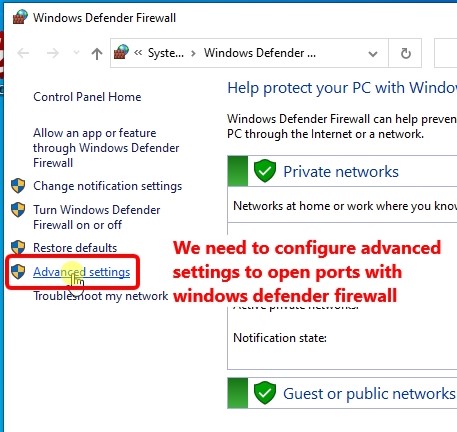 Windows Defender Firewall
« Syste... > Windows Defender ...
Control Panel Home
Allow an app or feature
through Windows Defender
Firewall
Change notification settings
Turn Windows Defender
Firewall on or off
Restore defaults
Advanced settings
Troubleshoot my network
Help protect your PC with Windov
Windows Defender Firewall can help preven
PC through the Internet or a network.
Private networks
Networks at home or work where you know
We need to configure advanced
settings to open ports with
windows defender firewall
Active private networks:
Notification state:
Guest or public networks